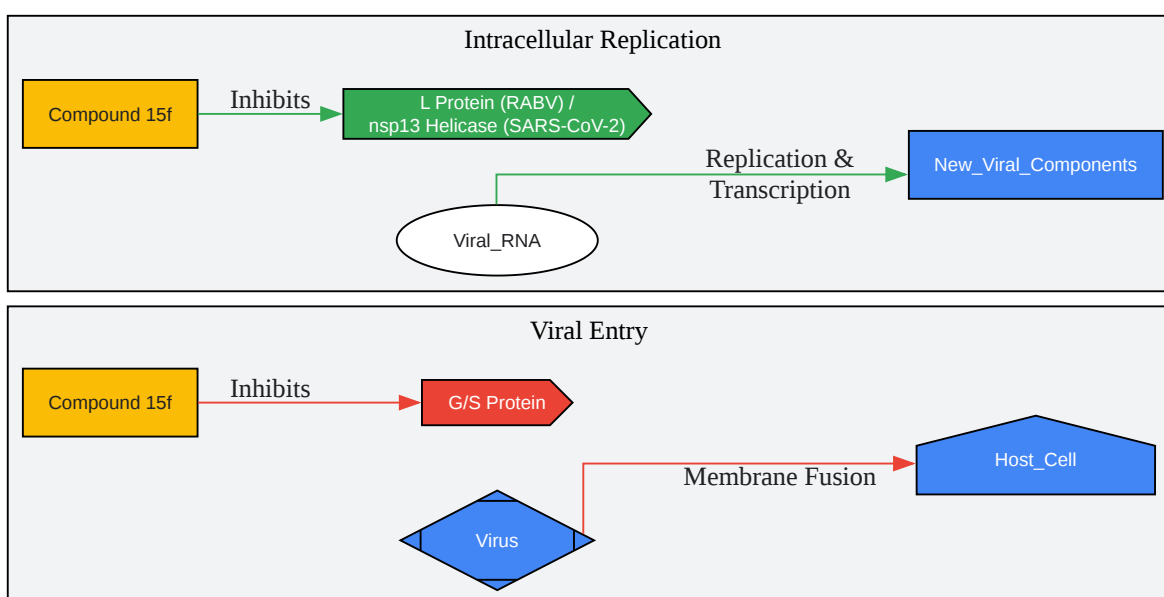 Intracellular Replication
Compound 15f
Inhibits
L Protein (RABV) /
nsp13 Helicase (SARS-CoV-2)
Replication &
Transcription
New_Viral_Components
Viral_RNA
Viral Entry
Compound 15f
Inhibits
G/S Protein
Membrane Fusion
Host_Cell
Virus